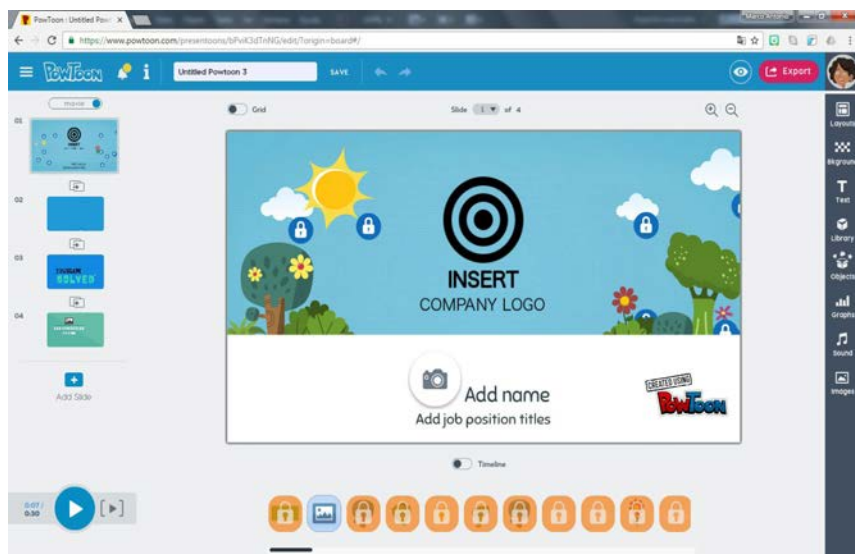 PowToon : Untitled Pow
https://www.powtoon.com/presentoons/bPviK3dTnNG/edit/?origin=board#/
POWTOON
i
Untitled Powtoon 3
SAVE
Export
movie
Grid
Slide 1 of 4
01
INSERT
02
03
SOLVED
04
Add Slide
INSERT
COMPANY LOGO
Add name
Add job position titles
CREATED USING
POWTOON
Layouts
Bkground
T
Text
Library
Objects
Graphs
Sound
Images
Timeline
0:07 /
0:30